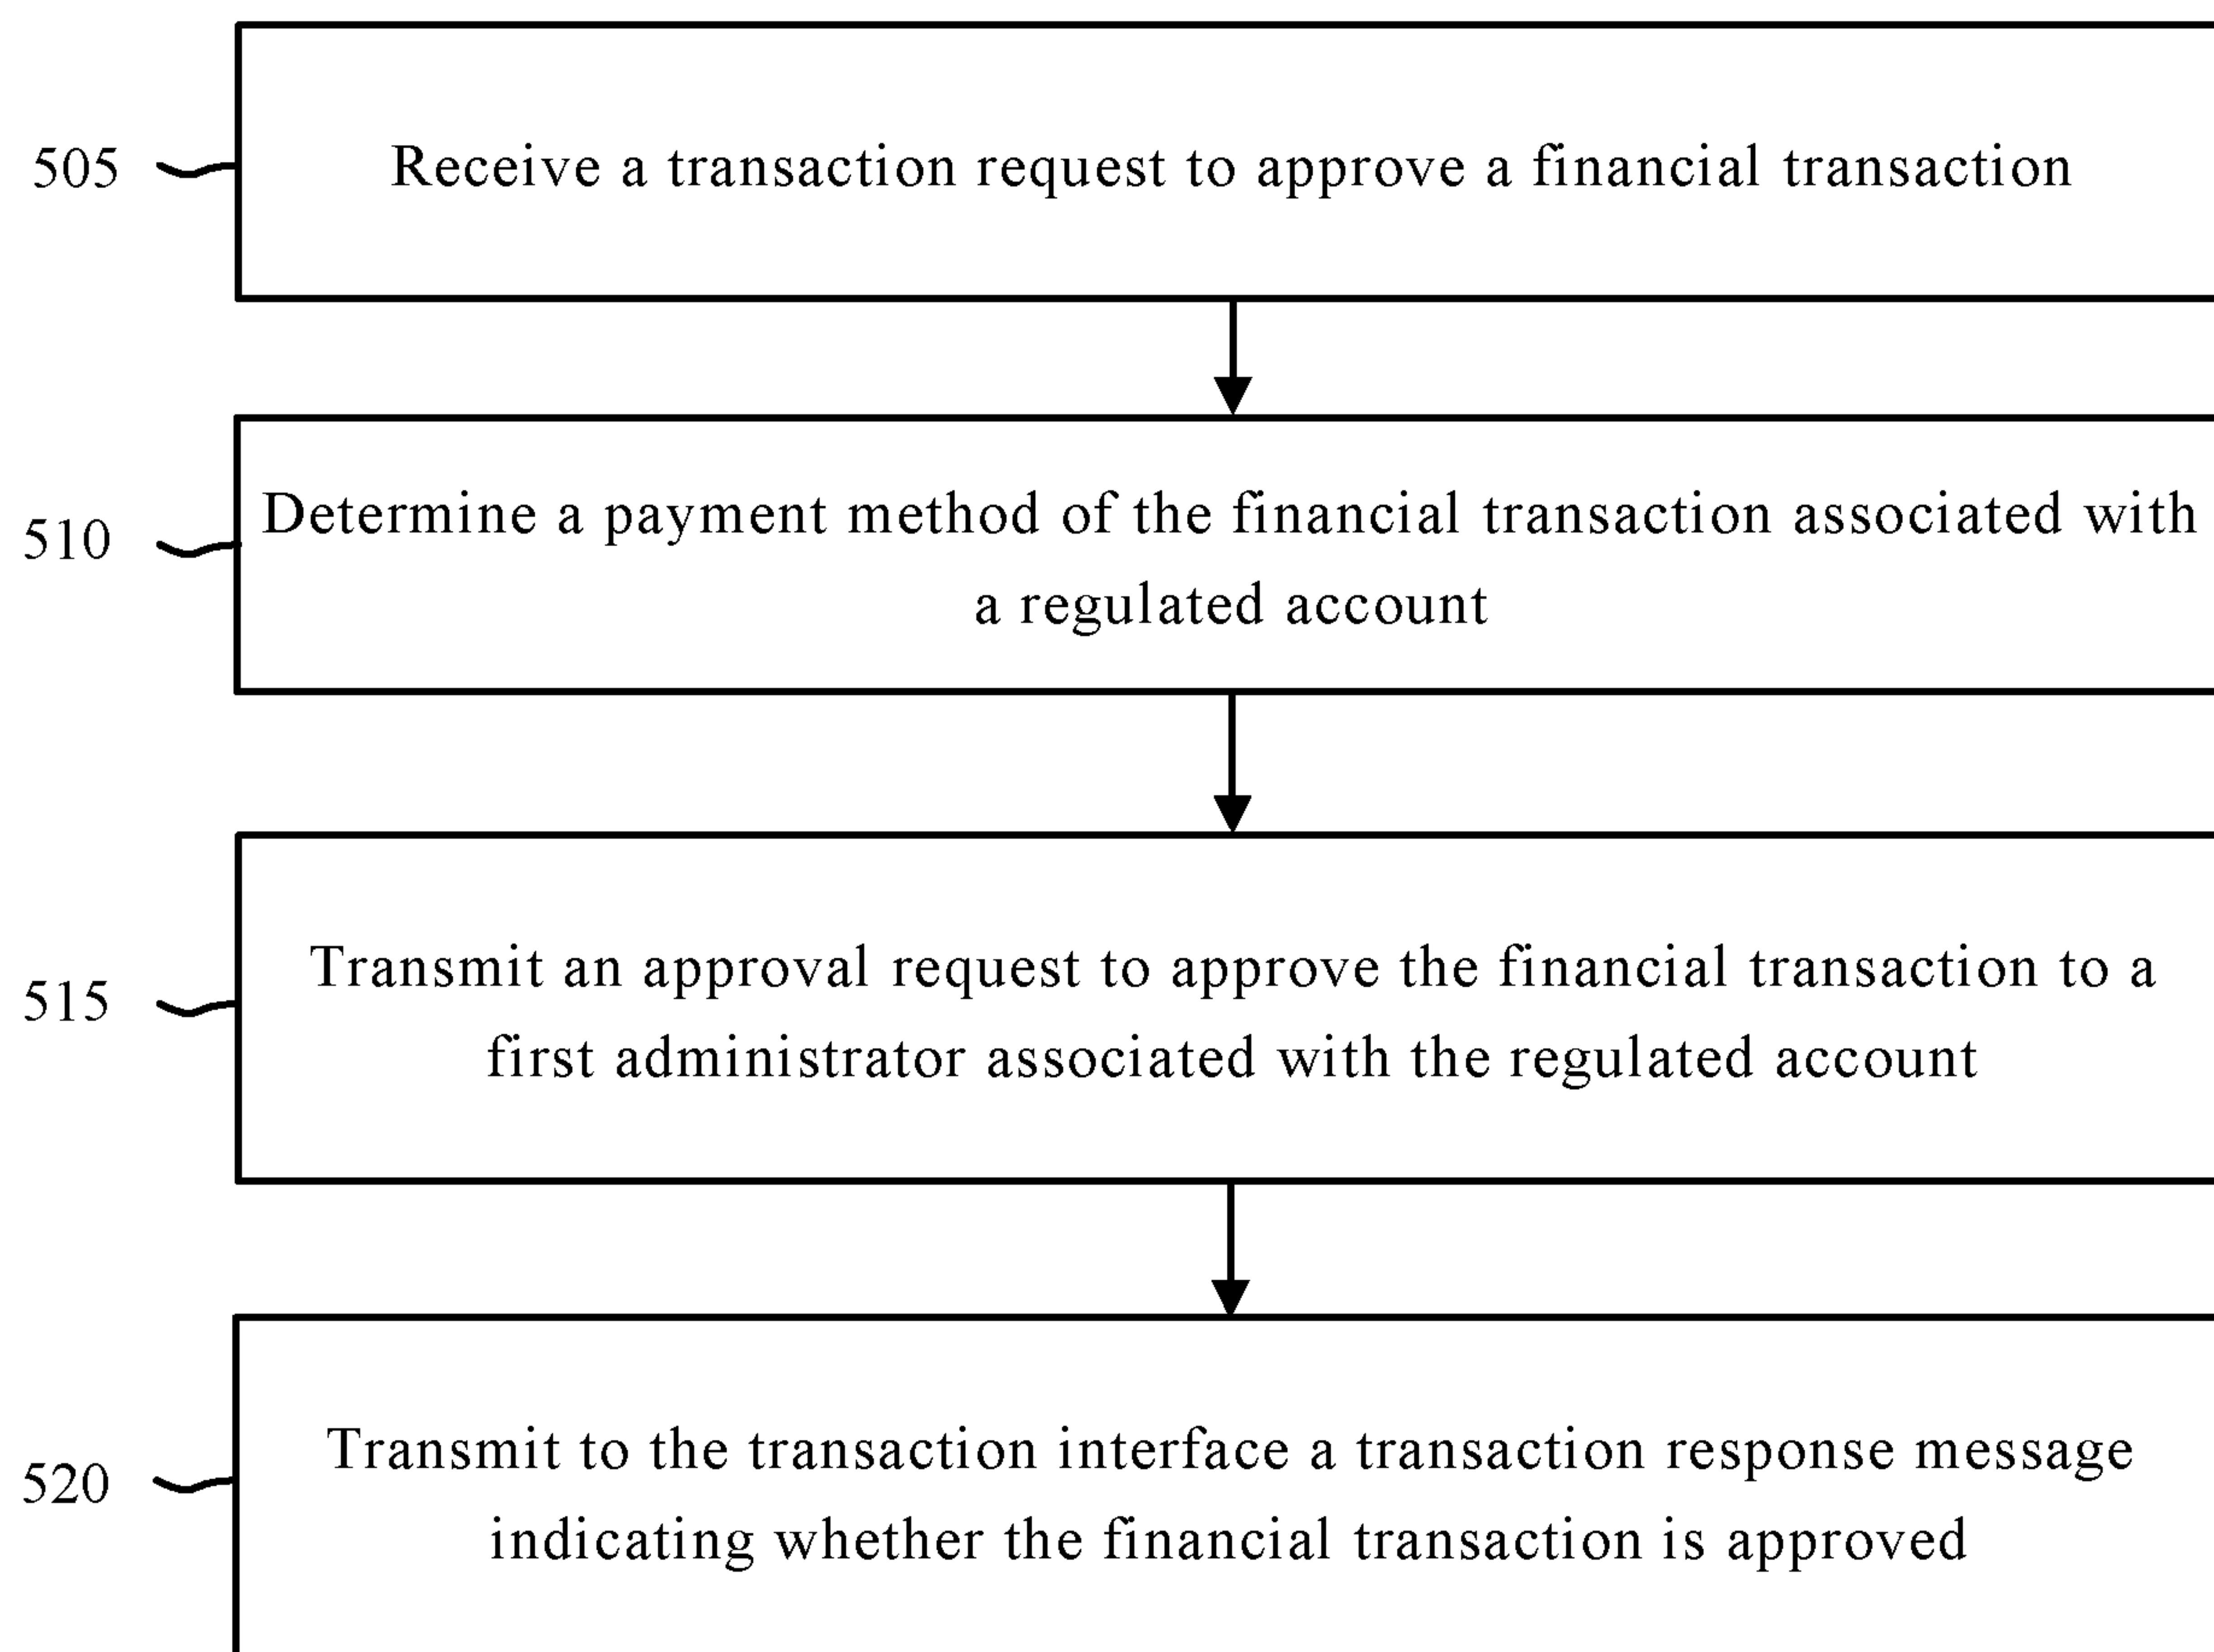 505
Receive a transaction request to approve a financial transaction
510
Determine a payment method of the financial transaction associated with
a regulated account
515
Transmit an approval request to approve the financial transaction to a
first administrator associated with the regulated account
520
Transmit to the transaction interface a transaction response message
indicating whether the financial transaction is approved